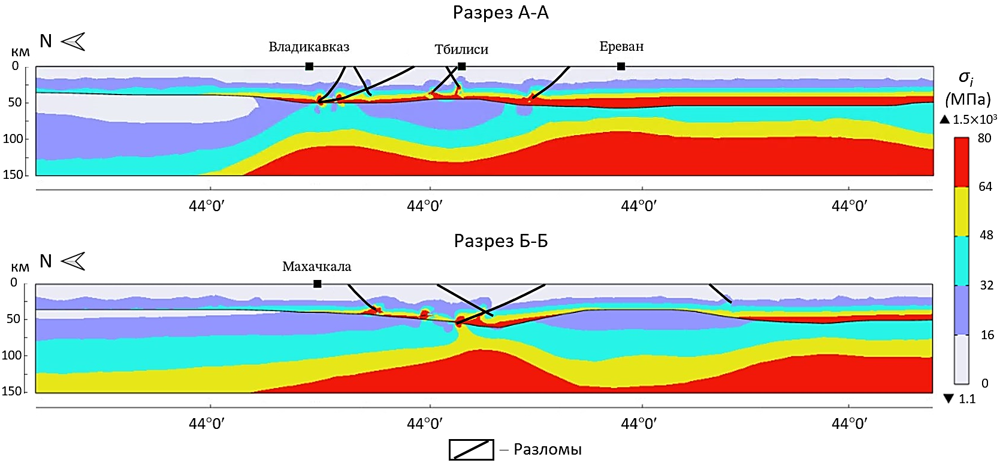 Разрез А-А
N
км
Владикавказ
Тбилиси
Ереван
0
50
100
150
44°0′ 44°0′ 44°0′ 44°0′
σi
(МПа)
▲ 1.5×10³
80
64
48
32
16
0
▼ 1.1
Разрез Б-Б
N
км
Махачкала
0
50
100
150
44°0′ 44°0′ 44°0′ 44°0′
– Разломы